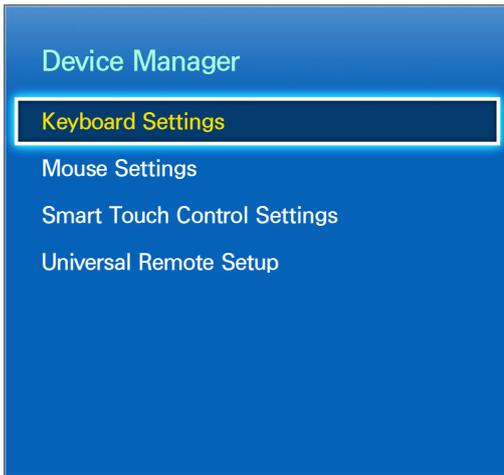 Device Manager
Keyboard Settings
Mouse Settings
Smart Touch Control Settings
Universal Remote Setup